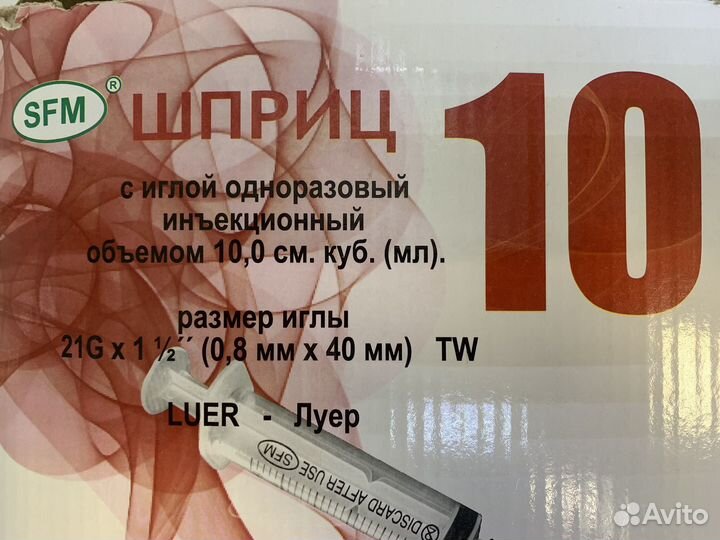 SFM®
ШПРИЦ
10
с иглой одноразовый
инъекционный
объемом 10,0 см. куб. (мл).
размер иглы
21G x 1 ½´´ (0,8 мм x 40 мм) TW
LUER - Луер
SFM DISCARD AFTER USE
Avito